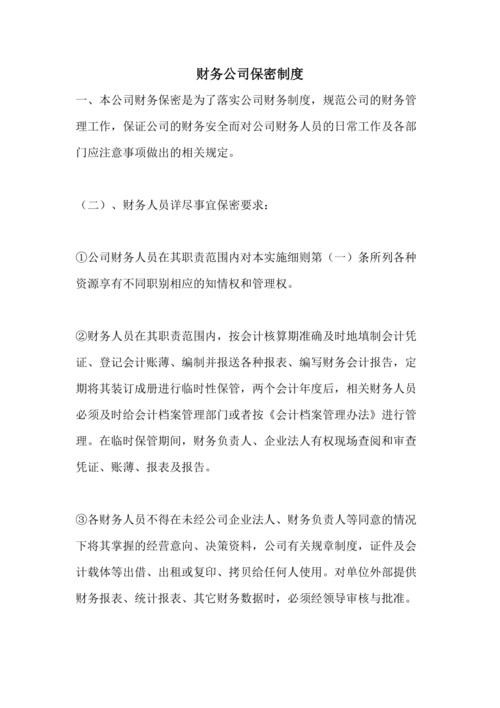 财务公司保密制度
一、本公司财务保密是为了落实公司财务制度，规范公司的财务管
理工作，保证公司的财务安全而对公司财务人员的日常工作及各部
门应注意事项做出的相关规定。
（二）、财务人员详尽事宜保密要求：
①公司财务人员在其职责范围内对本实施细则第（一）条所列各种
资源享有不同职别相应的知情权和管理权。
②财务人员在其职责范围内，按会计核算期准确及时地填制会计凭
证、登记会计账薄、编制并报送各种报表、编写财务会计报告，定
期将其装订成册进行临时性保管，两个会计年度后，相关财务人员
必须及时给会计档案管理部门或者按《会计档案管理办法》进行管
理。在临时保管期间，财务负责人、企业法人有权现场查阅和审查
凭证、账薄、报表及报告。
③各财务人员不得在未经公司企业法人、财务负责人等同意的情况
下将其掌握的经营意向、决策资料，公司有关规章制度，证件及会
计载体等出借、出租或复印、拷贝给任何人使用。对单位外部提供
财务报表、统计报表、其它财务数据时，必须经领导审核与批准。